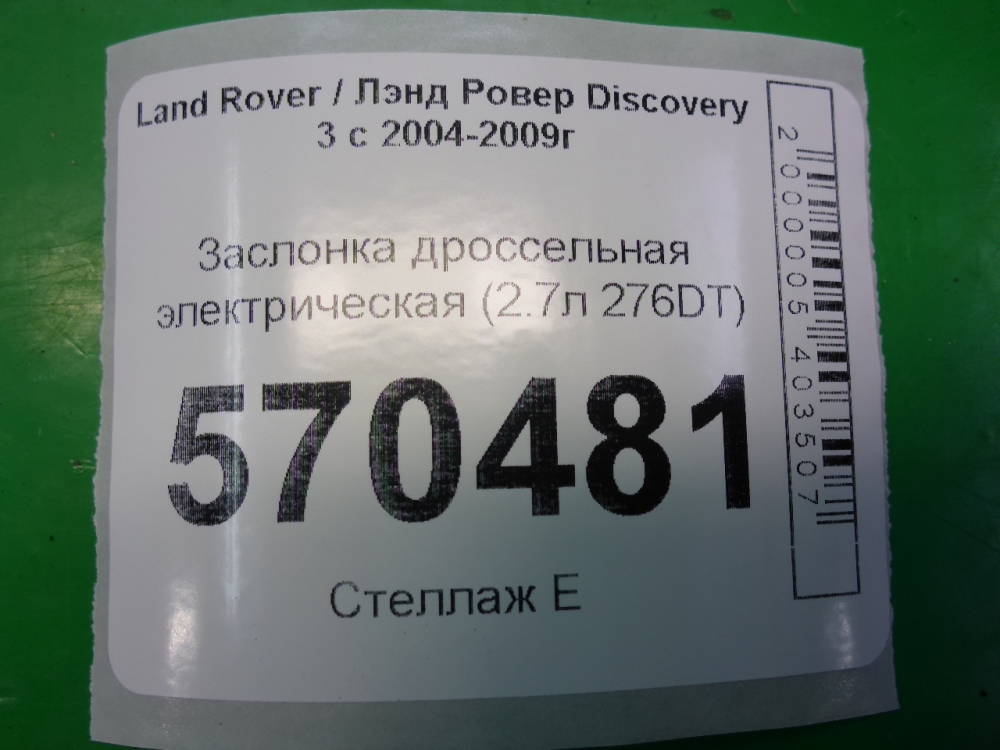 Land Rover / Лэнд Ровер Discovery
3 с 2004-2009г
Заслонка дроссельная
электрическая (2.7л 276DT)
570481
Стеллаж E
2000005403507